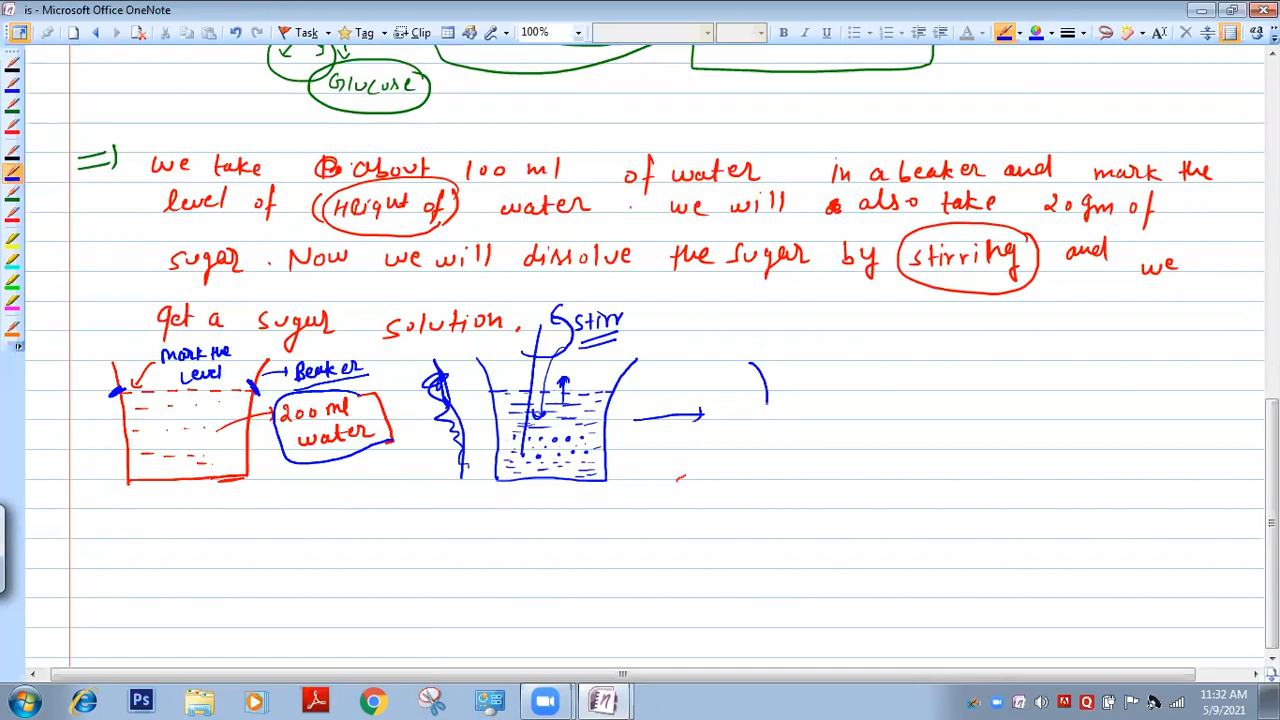 is - Microsoft Office OneNote
Task Tag Clip 100% B I U
Glucose
=) we take about 100 ml of water in a beaker and mark the
level of (Height of) water. we will also take 20 gm of
sugar. Now we will dissolve the sugar by stirring and we
get a sugar solution.
stirr
mark the
level
Beaker
200 ml
water
11:32 AM
5/9/2021